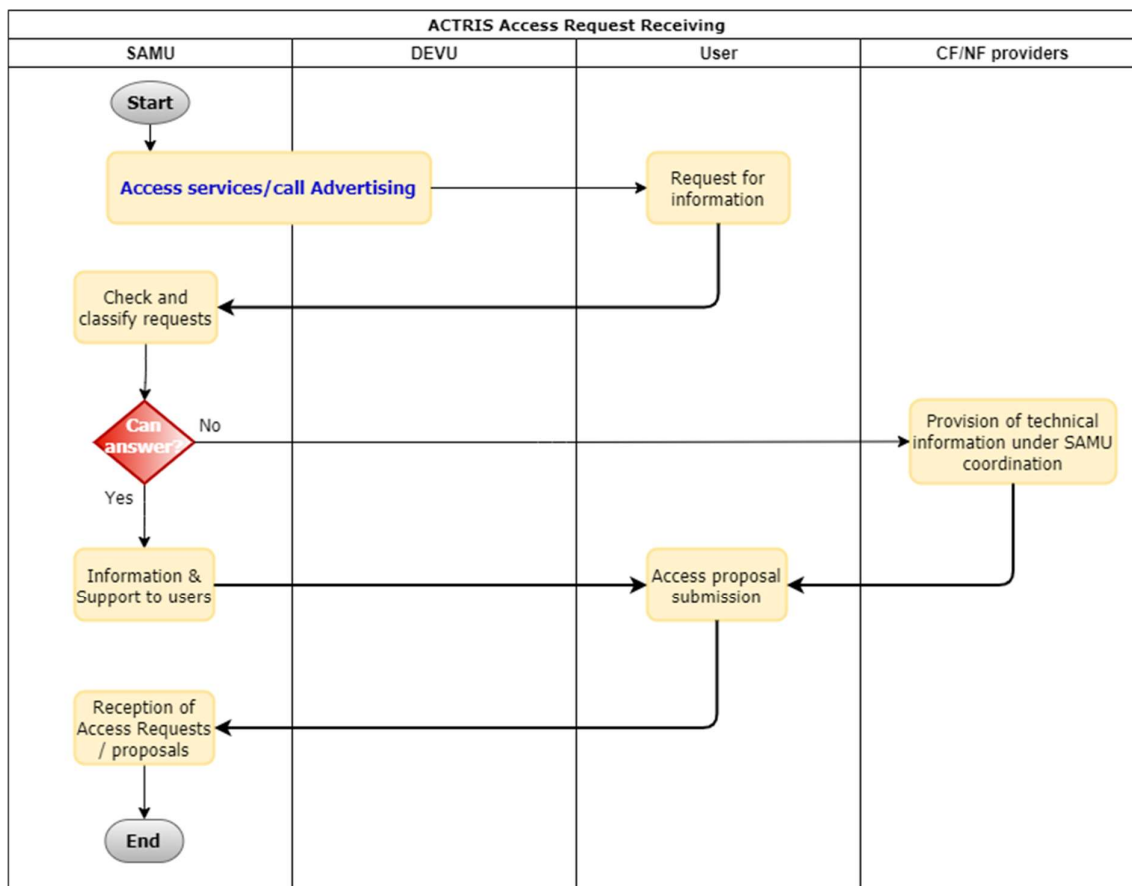 ACTRIS Access Request Receiving
SAMU
DEVU
User
CF/NF providers
Start
Access services/call Advertising
Request for
information
Check and
classify requests
Can
answer?
No
Provision of technical
information under SAMU
coordination
Yes
Information &
Support to users
Access proposal
submission
Reception of
Access Requests
/ proposals
End